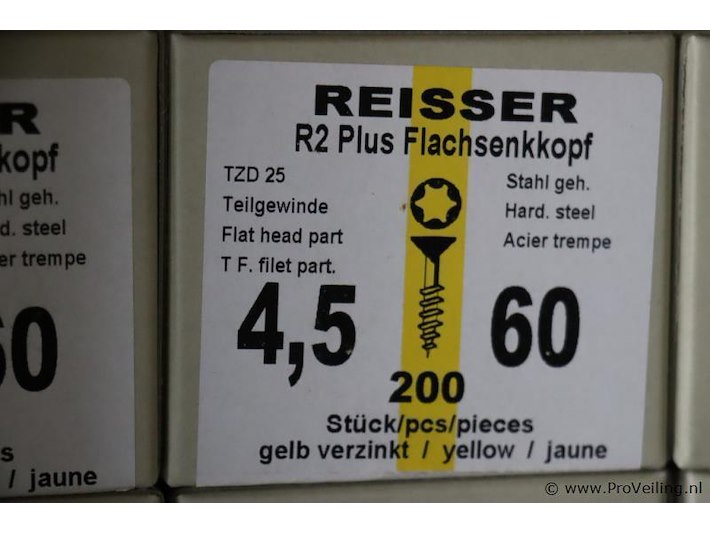 REISSER
R2 Plus Flachsenkkopf
TZD 25
Teilgewinde
Flat head part
T F. filet part.
Stahl geh.
Hard. steel
Acier trempe
4,5
60
200
Stück/pcs/pieces
gelb verzinkt / yellow / jaune
R
kopf
hl geh.
d. steel
er trempe
60
s
/ jaune
© www.ProVeiling.nl